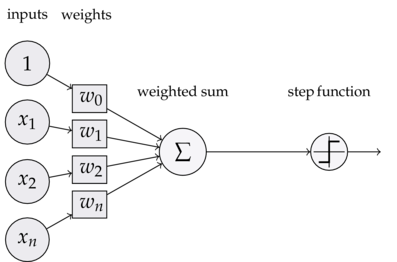 inputs weights
1
w₀
weighted sum
step function
x₁
w₁
Σ
x₂
w₂
wₙ
xₙ